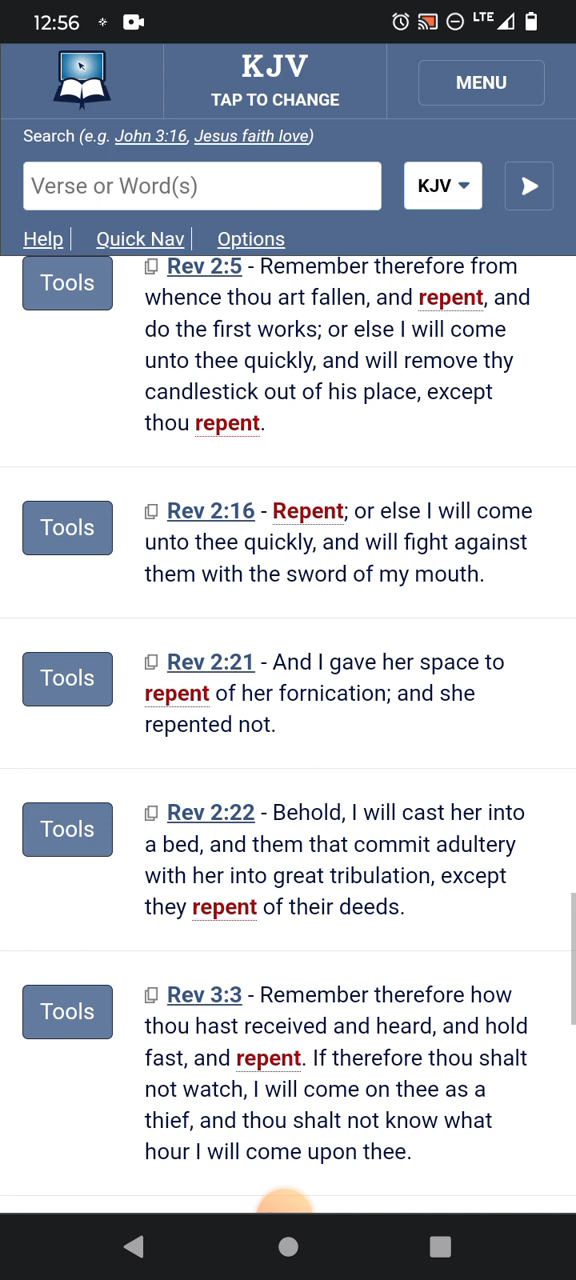 12:56
LTE
KJV
TAP TO CHANGE
MENU
Search (e.g. John 3:16, Jesus faith love)
Verse or Word(s)
KJV
Help
Quick Nav
Options
Tools
Rev 2:5 - Remember therefore from
whence thou art fallen, and repent, and
do the first works; or else I will come
unto thee quickly, and will remove thy
candlestick out of his place, except
thou repent.
Tools
Rev 2:16 - Repent; or else I will come
unto thee quickly, and will fight against
them with the sword of my mouth.
Tools
Rev 2:21 - And I gave her space to
repent of her fornication; and she
repented not.
Tools
Rev 2:22 - Behold, I will cast her into
a bed, and them that commit adultery
with her into great tribulation, except
they repent of their deeds.
Tools
Rev 3:3 - Remember therefore how
thou hast received and heard, and hold
fast, and repent. If therefore thou shalt
not watch, I will come on thee as a
thief, and thou shalt not know what
hour I will come upon thee.